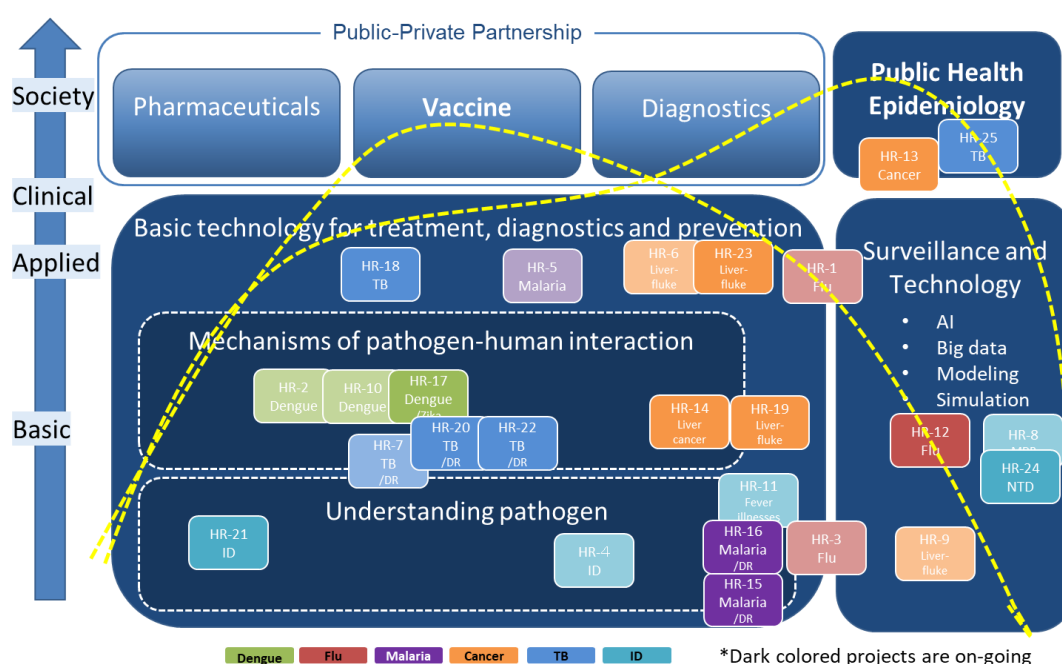 Public-Private Partnership
Society
Pharmaceuticals
Vaccine
Diagnostics
Public Health
Epidemiology
HR-25
TB
HR-13
Cancer
Clinical
Basic technology for treatment, diagnostics and prevention
Applied
HR-18
TB
HR-5
Malaria
HR-6
Liver-
fluke
HR-23
Liver-
fluke
HR-1
Flu
Surveillance and
Technology
• AI
• Big data
• Modeling
Simulation
Mechanisms of pathogen-human interaction
Basic
HR-2
Dengue
HR-10
Dengue
HR-17
Dengue
/Zika
HR-20
TB
/DR
HR-22
TB
/DR
HR-7
TB
/DR
HR-14
Liver
cancer
HR-19
Liver-
fluke
HR-12
Flu
HR-8
HR-24
NTD
Understanding pathogen
HR-11
Fever
illnesses
HR-21
ID
HR-4
ID
HR-16
Malaria
/DR
HR-15
Malaria
/DR
HR-3
Flu
HR-9
Liver-
fluke
Dengue
Flu
Malaria
Cancer
TB
ID
*Dark colored projects are on-going